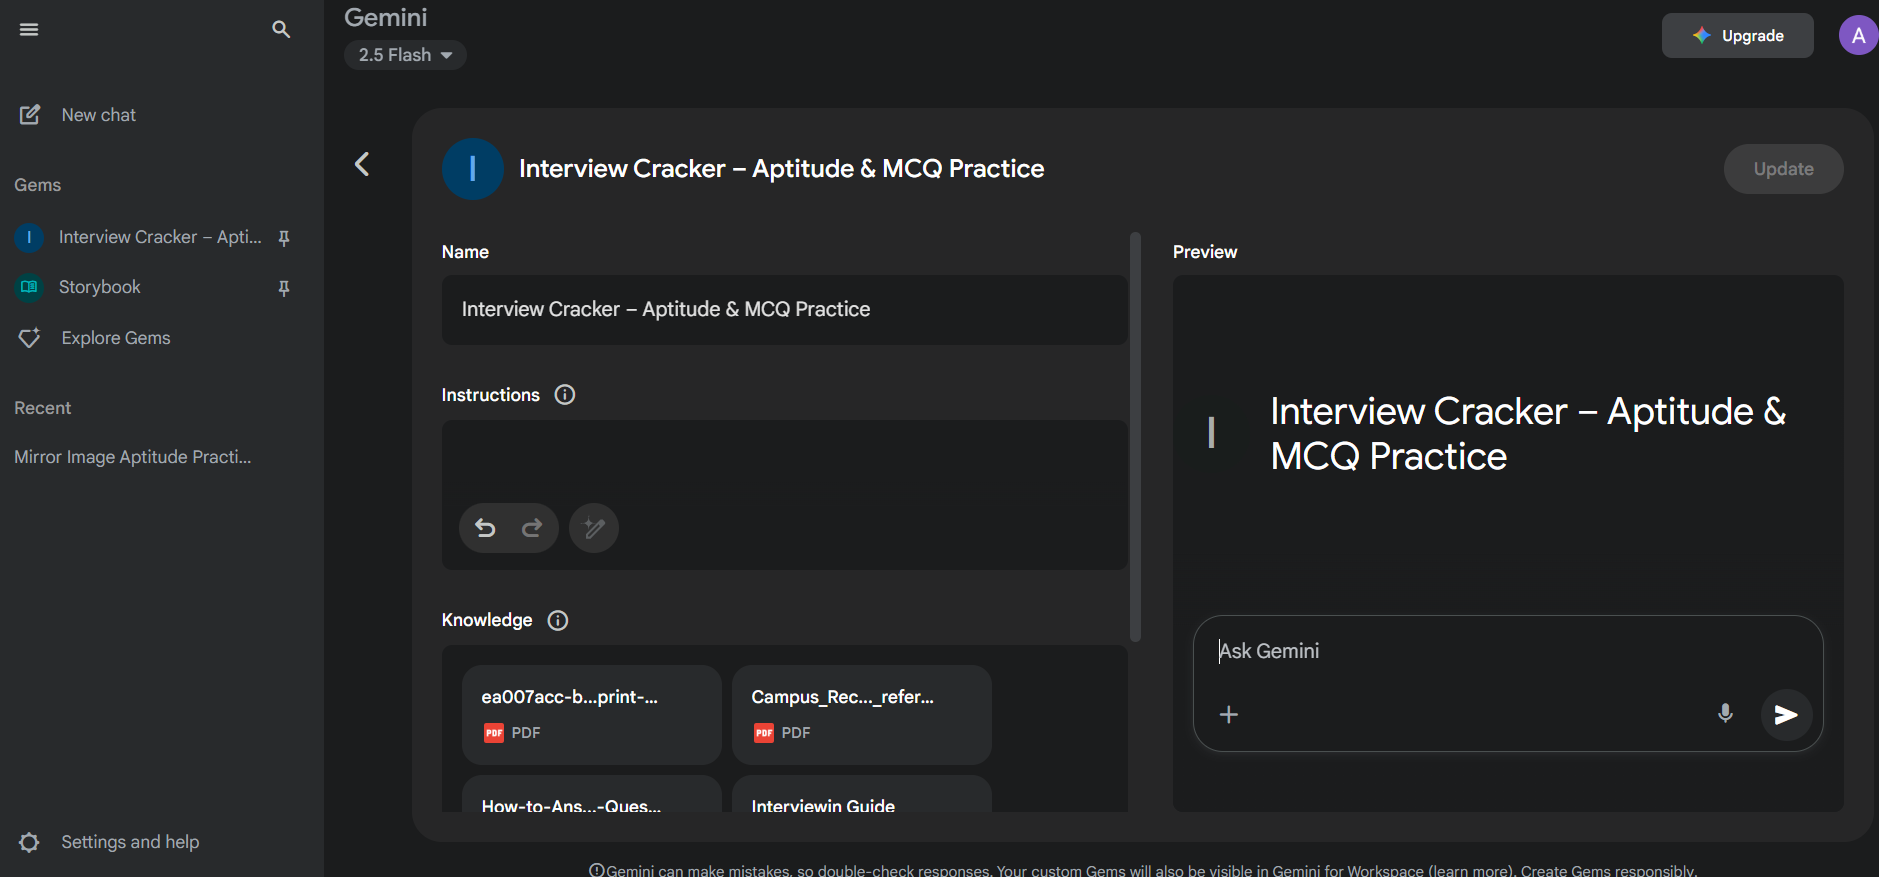 Gemini
2.5 Flash
Upgrade
A
New chat
Gems
I
Interview Cracker – Apti...
Storybook
Explore Gems
Recent
Mirror Image Aptitude Practi...
Settings and help
I
Interview Cracker – Aptitude & MCQ Practice
Update
Name
Interview Cracker – Aptitude & MCQ Practice
Instructions
Knowledge
ea007acc-b...print-...
PDF PDF
Campus_Rec..._refer...
PDF PDF
How-to-Ans...-Ques...
Interviewin Guide
Preview
I
Interview Cracker – Aptitude &
MCQ Practice
Ask Gemini
Gemini can make mistakes, so double-check responses. Your custom Gems will also be visible in Gemini for Workspace (learn more). Create Gems responsibly.